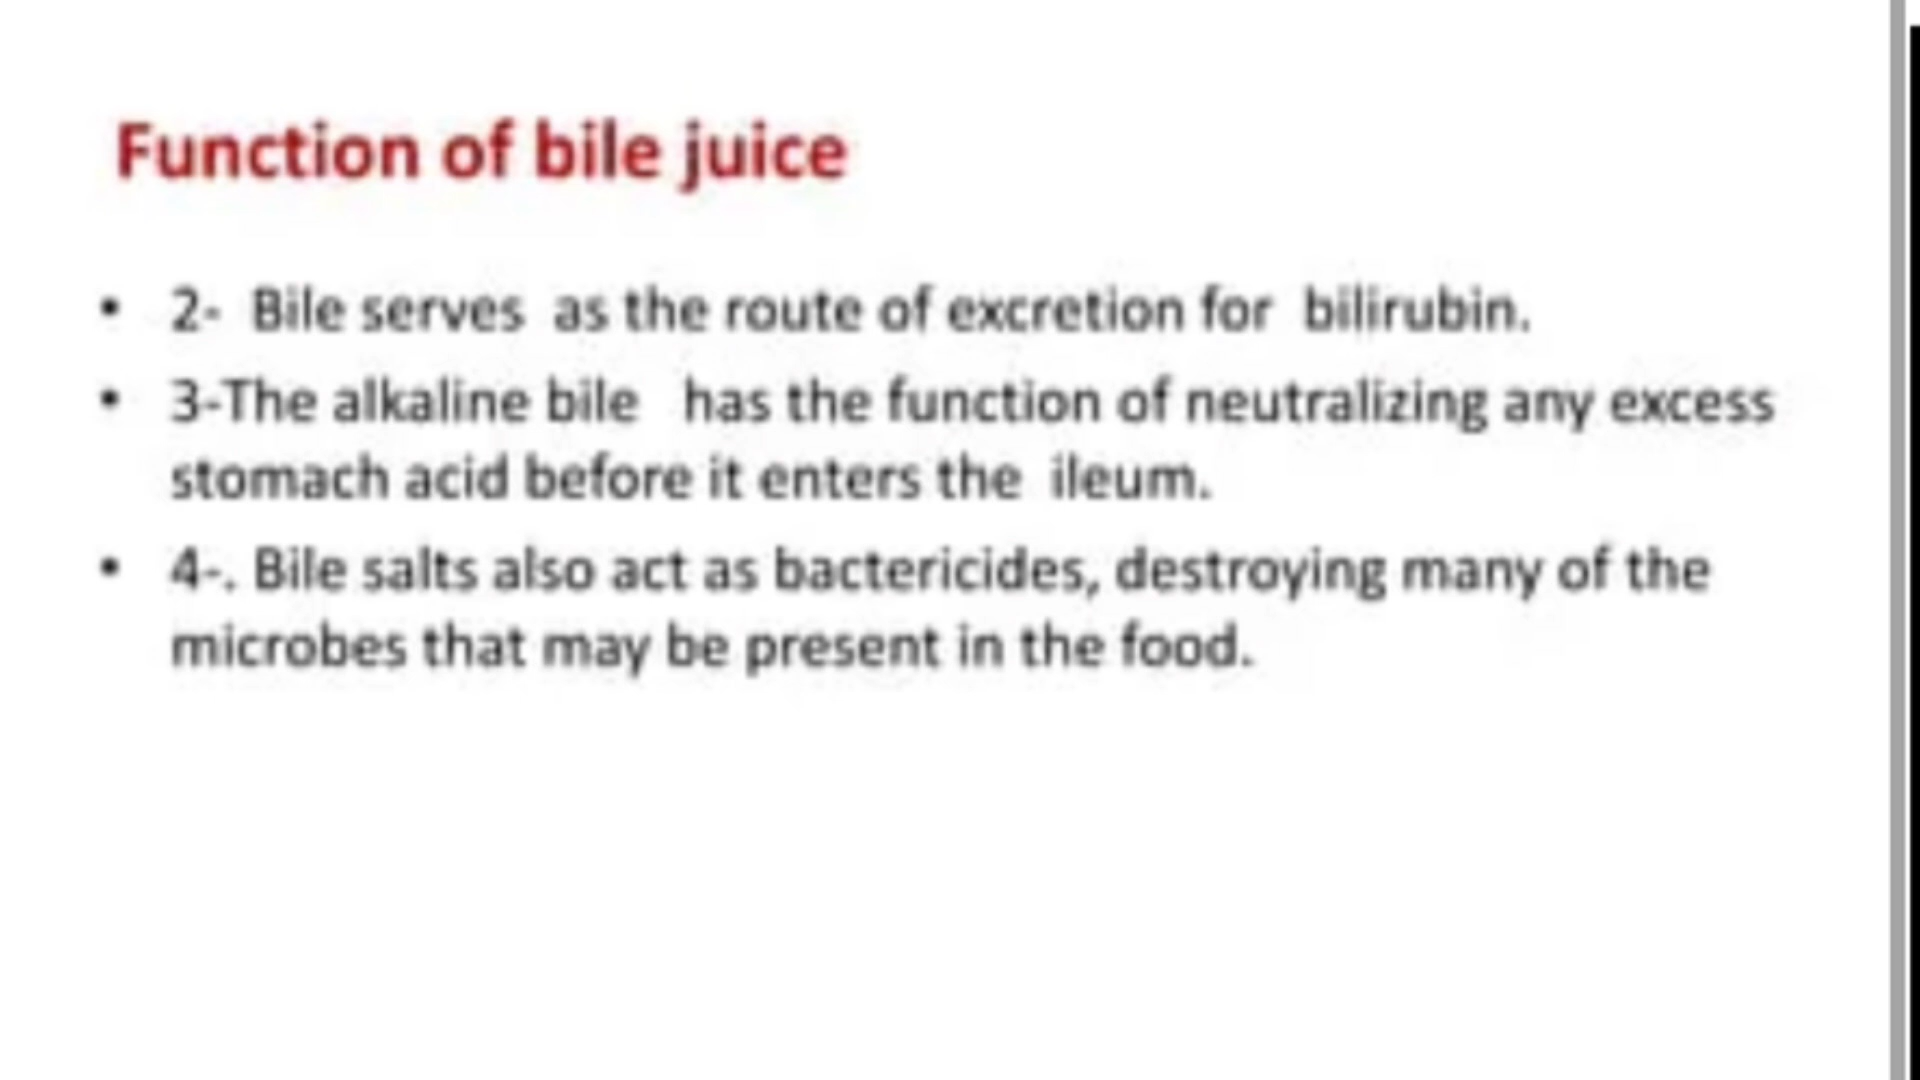 Function of bile juice
• 2- Bile serves as the route of excretion for bilirubin.
• 3-The alkaline bile has the function of neutralizing any excess
stomach acid before it enters the ileum.
• 4-. Bile salts also act as bactericides, destroying many of the
microbes that may be present in the food.